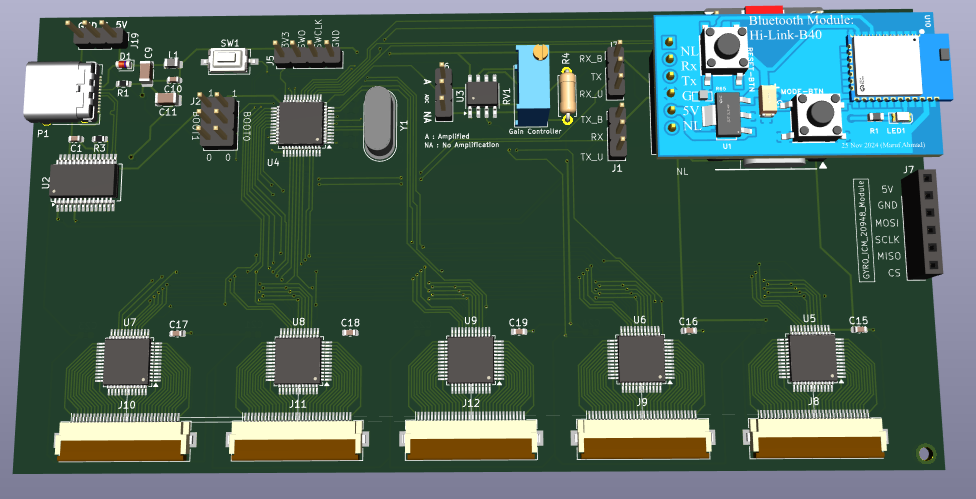 5V
J19
D1
C9
L1
R1
C10
C11
P1
C1
R3
U2
SW1
J5
3V3
SWO
SWCLK
GND
J2
BOOT1
BOOT0
0
0
U4
Y1
A
NA
U3
RV1
R4
A : Amplified
NA : No Amplification
Gain Controller
RX_B
TX
RX_U
TX_B
RX
TX_U
J1
Bluetooth Module:
Hi-Link-B40
U10
NL
Rx
Tx
G
5V
NL
RESET-BTN
MODE-BTN
U1
R1
LED1
25 Nov 2024 (Maruf.Ahmad)
NL
J7
5V
GND
MOSI
SCLK
MISO
CS
GYRO_ICM_20948_Module
U7
C17
U8
C18
U9
C19
U6
C16
U5
C15
J10
J11
J12
J9
J8